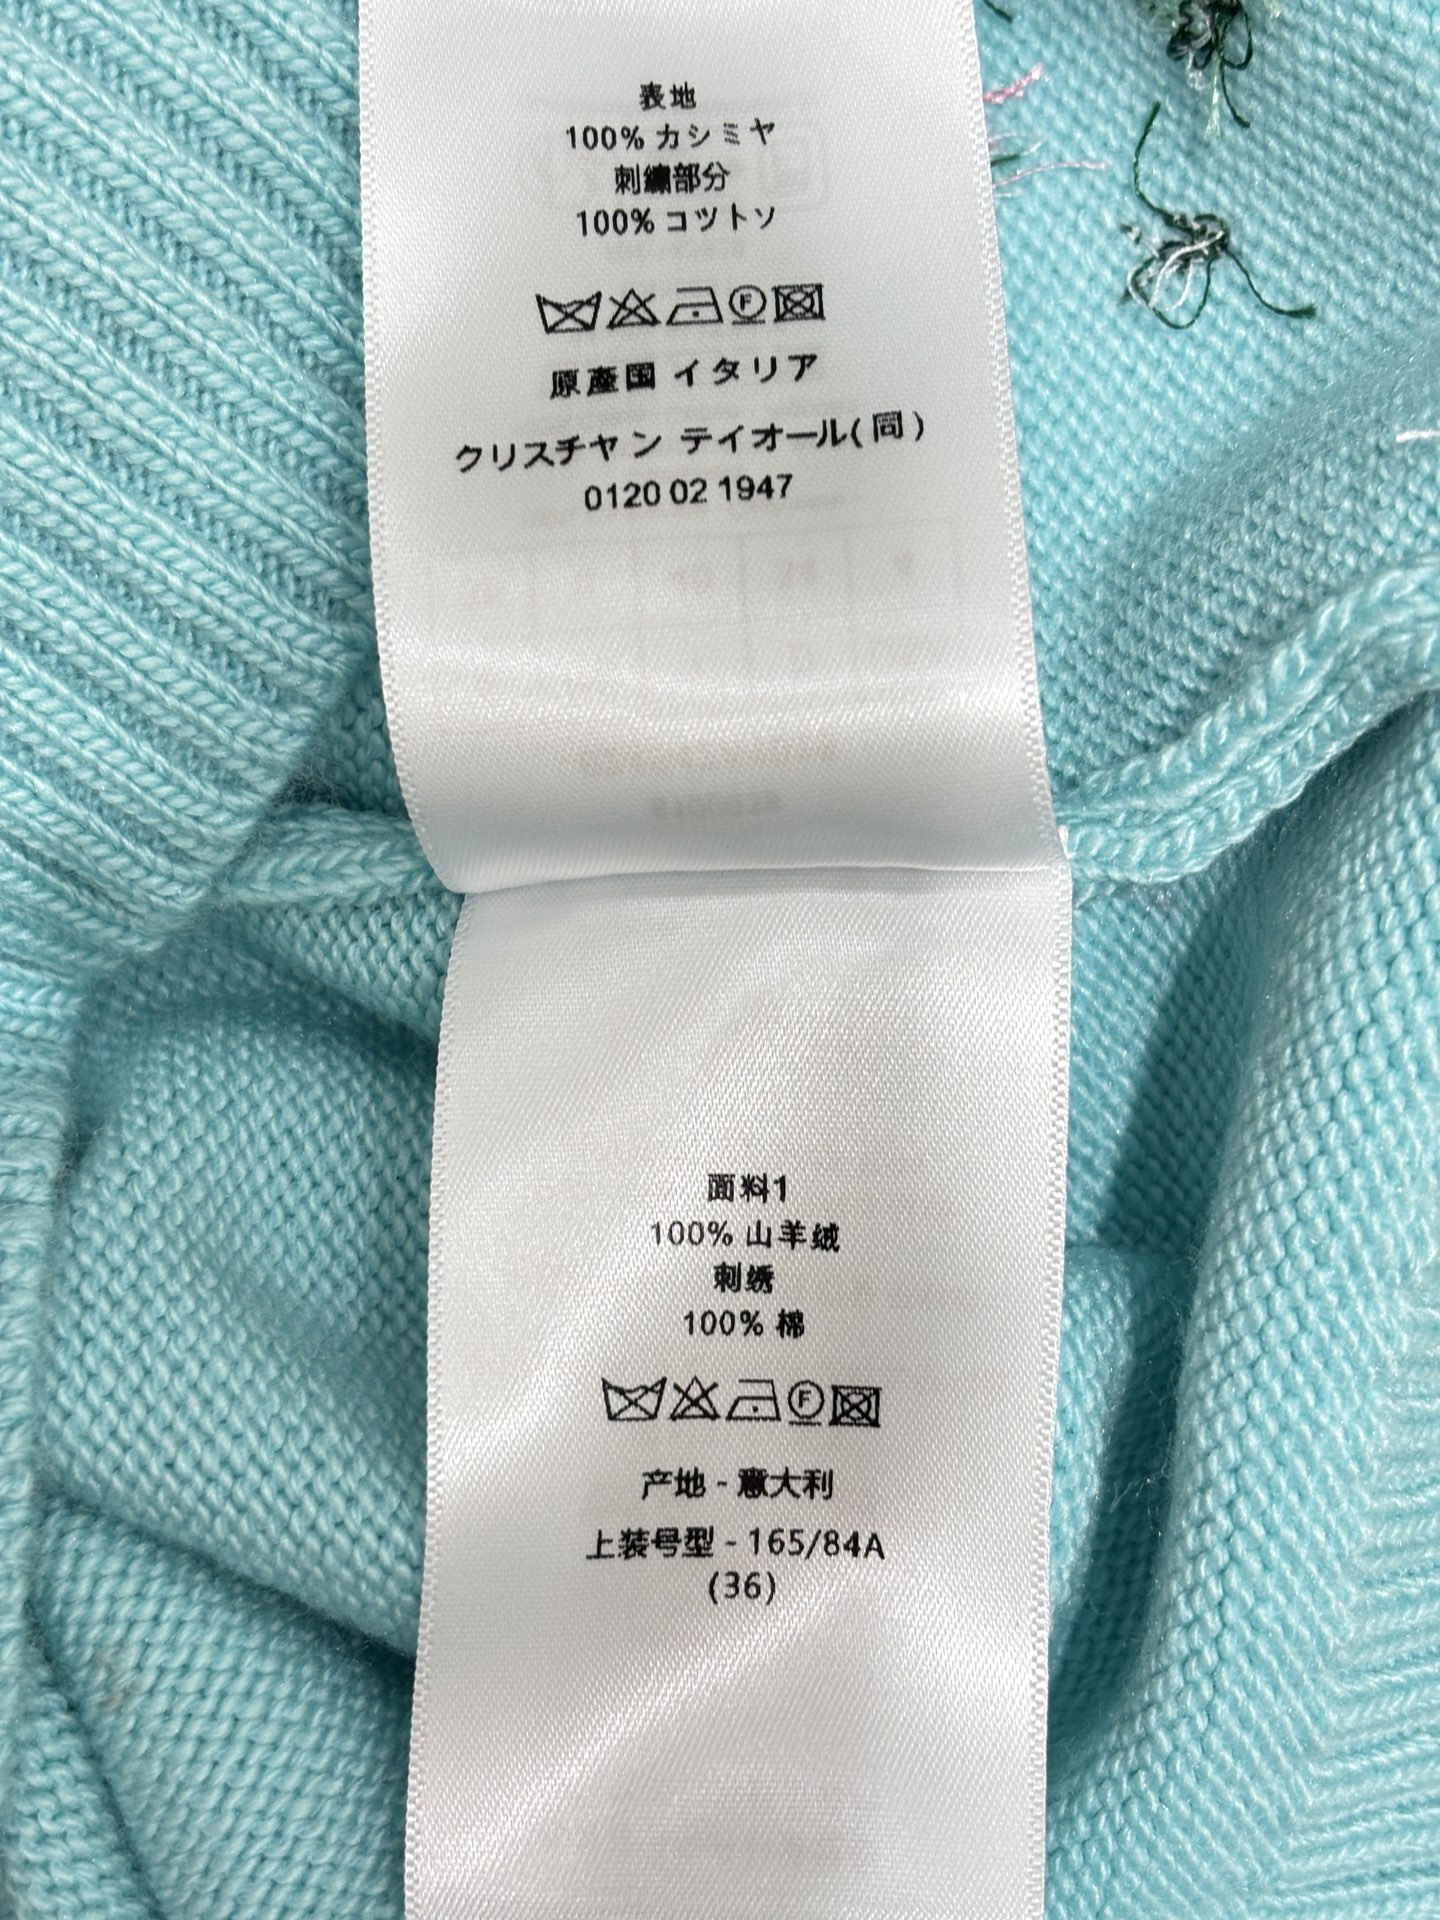 表地
100% カシミヤ
刺繍部分
100% コットソ
原産国 イタリア
クリスチャン テイオール(同)
0120 02 1947
面料1
100% 山羊绒
刺绣
100% 棉
F
产地 - 意大利
上装号型 - 165/84A
(36)